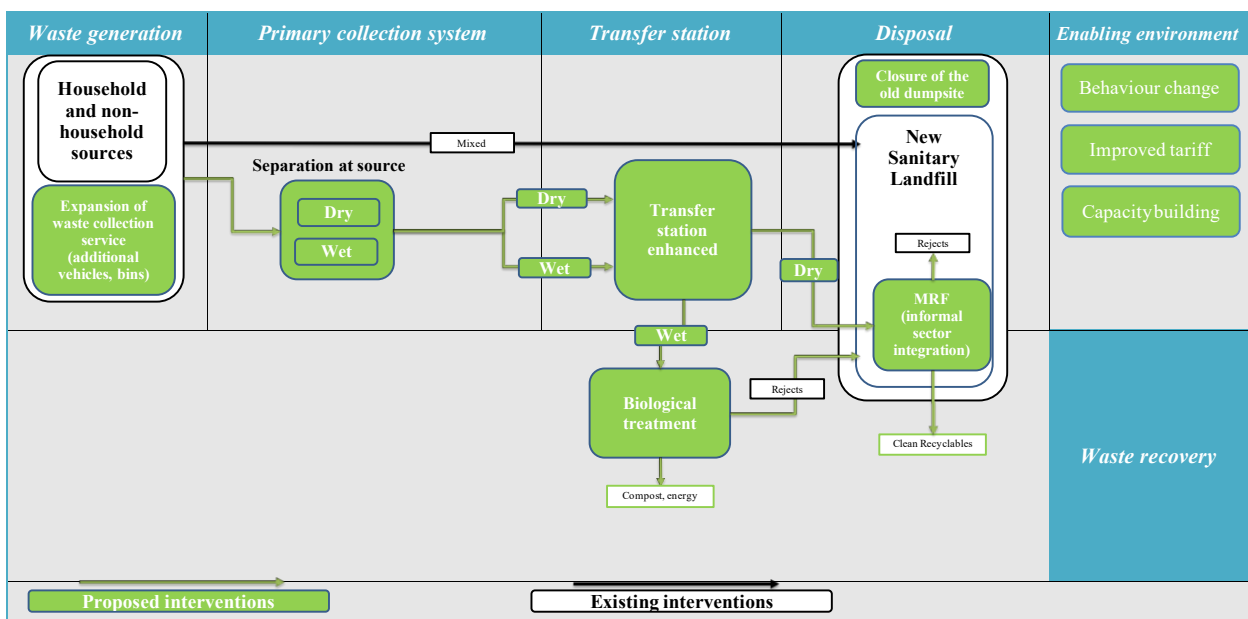 Waste generation
Primary collection system
Transfer station
Disposal
Enabling environment
Household
and non-
household
sources
Expansion of
waste collection
service
(additional
vehicles, bins)
Mixed
Separation at source
Dry
Wet
Dry
Wet
Transfer
station
enhanced
Wet
Biological
treatment
Compost, energy
Rejects
Dry
Closure of the
old dumpsite
New
Sanitary
Landfill
Rejects
MRF
(informal
sector
integration)
Clean Recyclables
Behaviour change
Improved tariff
Capacity building
Waste recovery
Proposed interventions
Existing interventions